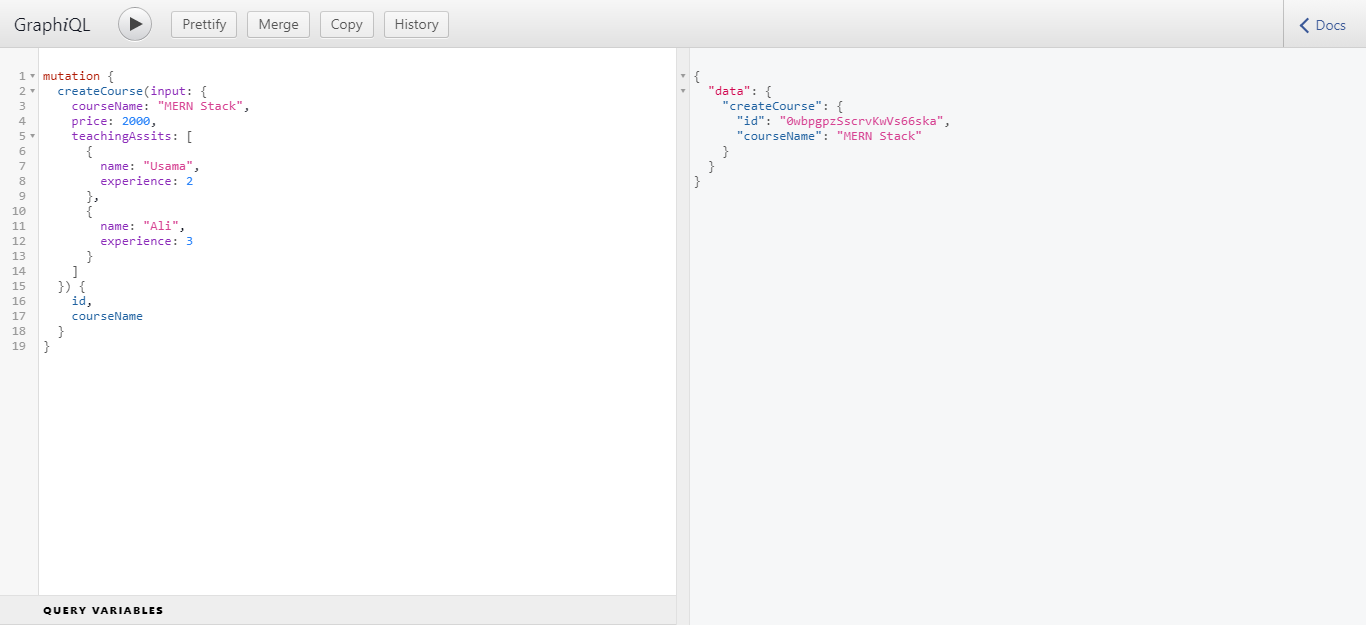 GraphiQL
Prettify
Merge
Copy
History
Docs
1 mutation {
2   createCourse(input: {
3     courseName: "MERN Stack",
4     price: 2000,
5     teachingAssits: [
6       {
7         name: "Usama",
8         experience: 2
9       },
10       {
11         name: "Ali",
12         experience: 3
13       }
14     ]
15   }) {
16     id,
17     courseName
18   }
19 }
QUERY VARIABLES
{
  "data": {
    "createCourse": {
      "id": "0wbpgpzSscrvKwVs66ska",
      "courseName": "MERN Stack"
    }
  }
}